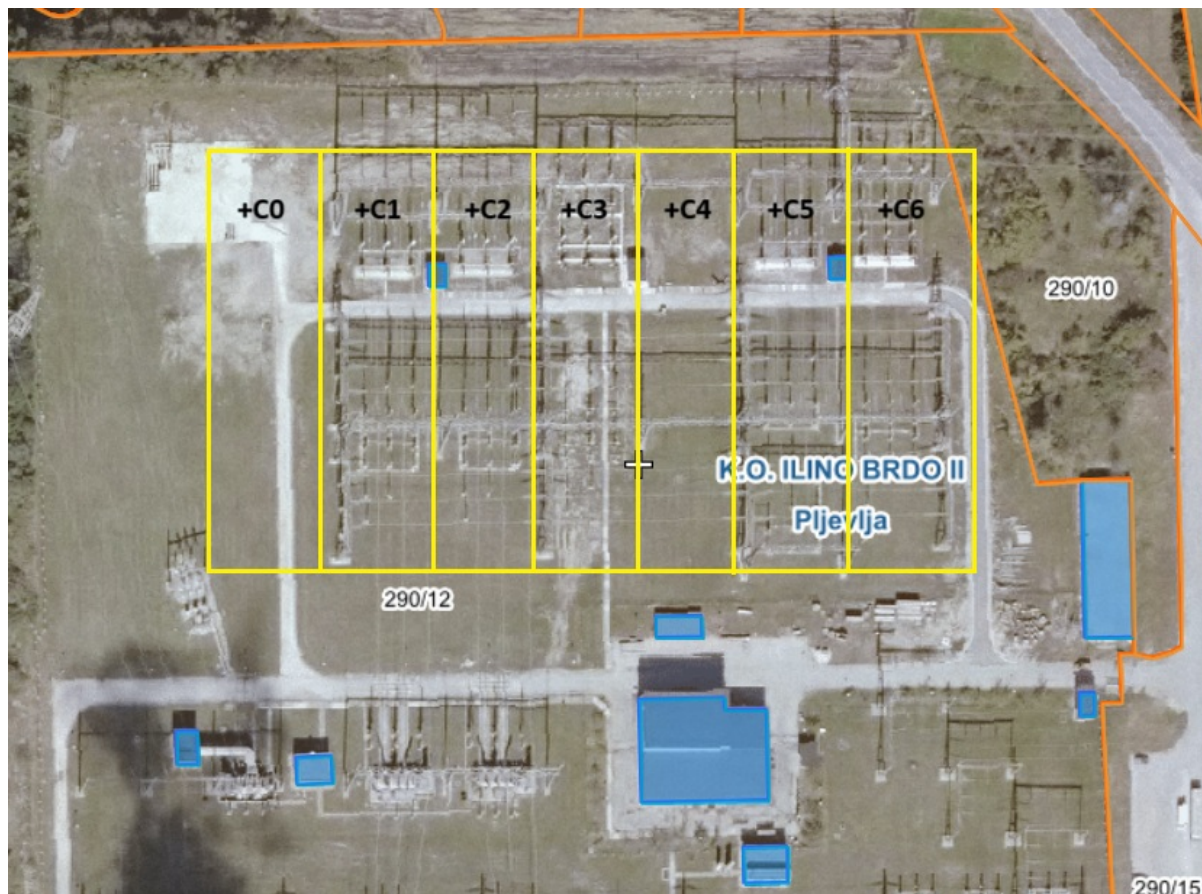 +C0 +C1 +C2 +C3 +C4 +C5 +C6
290/10
K.O. ILINO BRDO II
Pljevlja
290/12
290/15